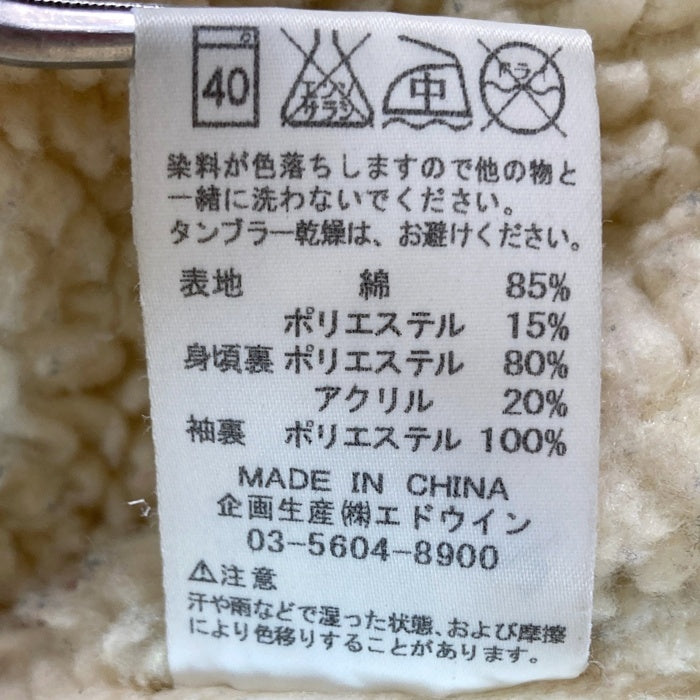 40 エンソサラシ 中 ドライ
染料が色落ちしますので他の物と
一緒に洗わないでください。
タンブラー乾燥は、お避けください。
表地 綿 85%
ポリエステル 15%
身頃裏 ポリエステル 80%
アクリル 20%
袖裏 ポリエステル 100%
MADE IN CHINA
企画生産㈱エドウイン
03-5604-8900
⚠注意
汗や雨などで湿った状態、および摩擦
により色移りすることがあります。